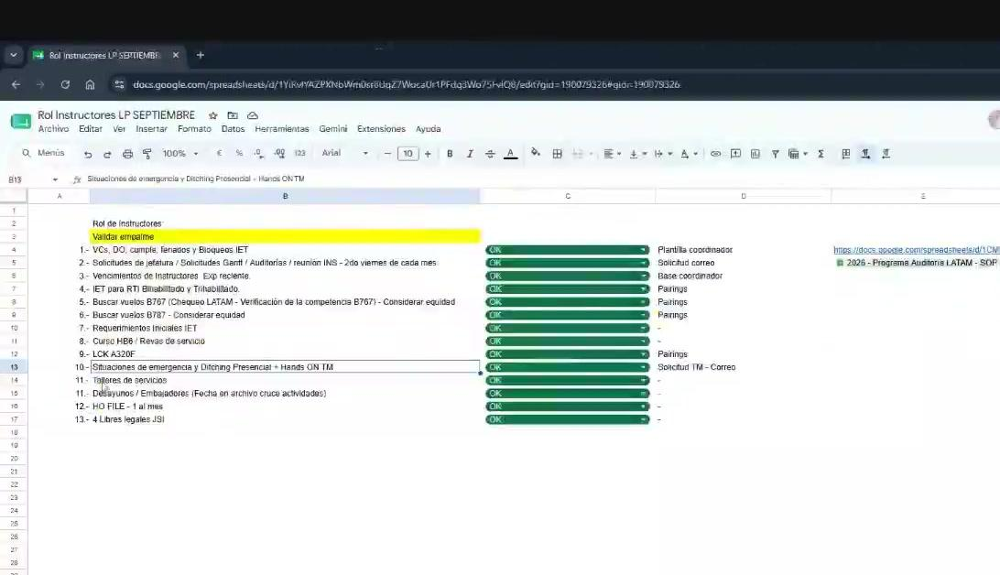 Rol Instructores LP SEPTIEMBR
docs.google.com/spreadsheets/d/
Rol Instructores LP SEPTIEMBRE
Archivo Editar Ver Insertar Formato Datos Herramientas Gemini Extensiones Ayuda
Menús 100% € % 123 Arial 10 B I A Σ
B13 fx Situaciones de emergencia y Ditching Presencial + Hands ON TM
A B C D E
1
2 Rol de Instructores
3 Validar empalme
4 1.- VCs, DO, cumple, feriados y Bloqueos IET OK Plantilla coordinador https://docs.google.com/spreadsheets/d/1CM
5 2.- Solicitudes de jefatura / Solicitudes Gantt / Auditorías / reunión INS - 2do viernes de cada mes OK Solicitud correo 2026 - Programa Auditoría LATAM - SOP
6 3.- Vencimientos de Instructores Exp reciente. OK Base coordinador
7 4.- IET para RTI Bihabilitado y Trihabilitado. OK Pairings
8 5.- Buscar vuelos B767 (Chequeo LATAM - Verificación de la competencia B767) - Considerar equidad OK Pairings
9 6.- Buscar vuelos B787 - Considerar equidad OK Pairings
10 7.- Requerimientos Iniciales IET OK -
11 8.- Curso HB6 / Revas de servicio OK -
12 9.- LCK A320F OK Pairings
13 10.- Situaciones de emergencia y Ditching Presencial + Hands ON TM OK Solicitud TM - Correo
14 11.- Talleres de servicios OK -
15 11.- Desayunos / Embajadores (Fecha en archivo cruce actividades) OK -
16 12.- HO FILE - 1 al mes OK -
17 13.- 4 Libres legales JSI OK -
18
19
20
21
22
23
24
25
26
27
28